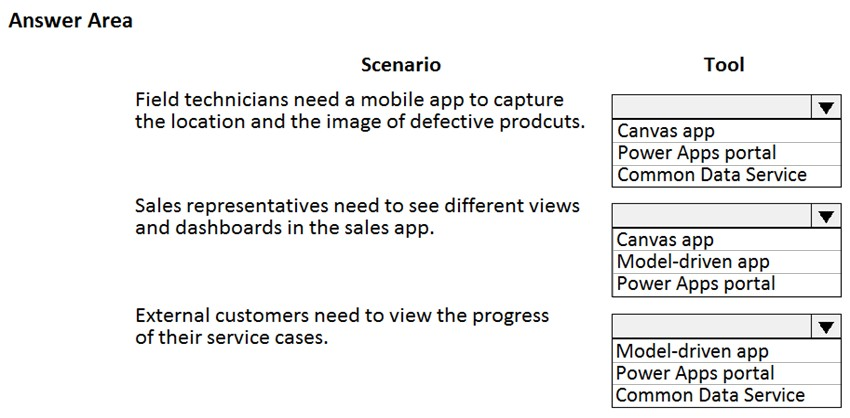 Answer Area
Scenario Tool
Field technicians need a mobile app to capture
the location and the image of defective prodcuts.
Canvas app
Power Apps portal
Common Data Service
Sales representatives need to see different views
and dashboards in the sales app.
Canvas app
Model-driven app
Power Apps portal
External customers need to view the progress
of their service cases.
Model-driven app
Power Apps portal
Common Data Service